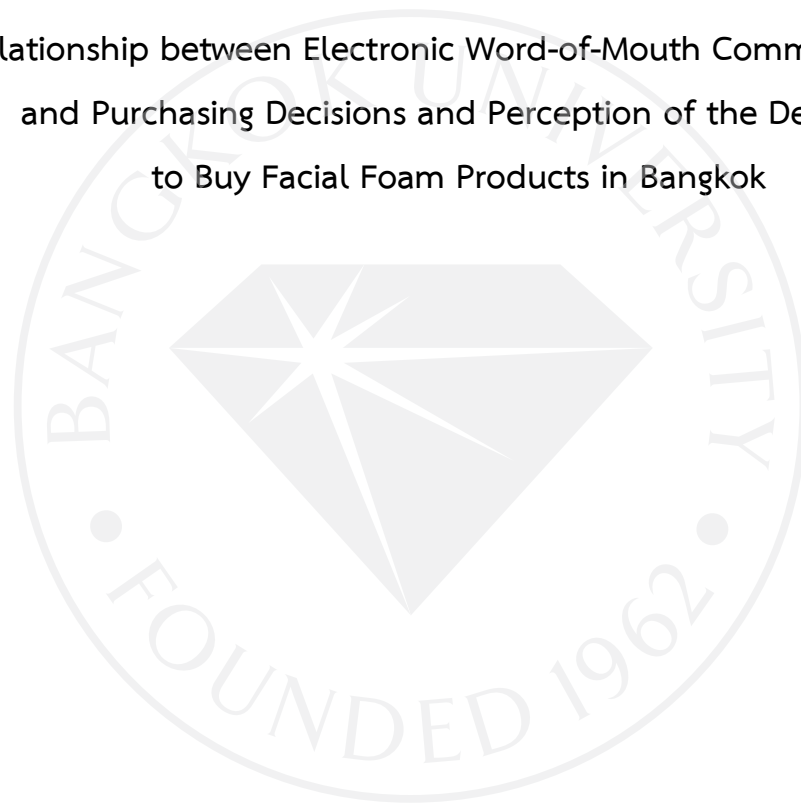 lationship between Electronic Word-of-Mouth Comm
and Purchasing Decisions and Perception of the De
to Buy Facial Foam Products in Bangkok
BANGKOK UNIVERSITY
• FOUNDED 1962 •